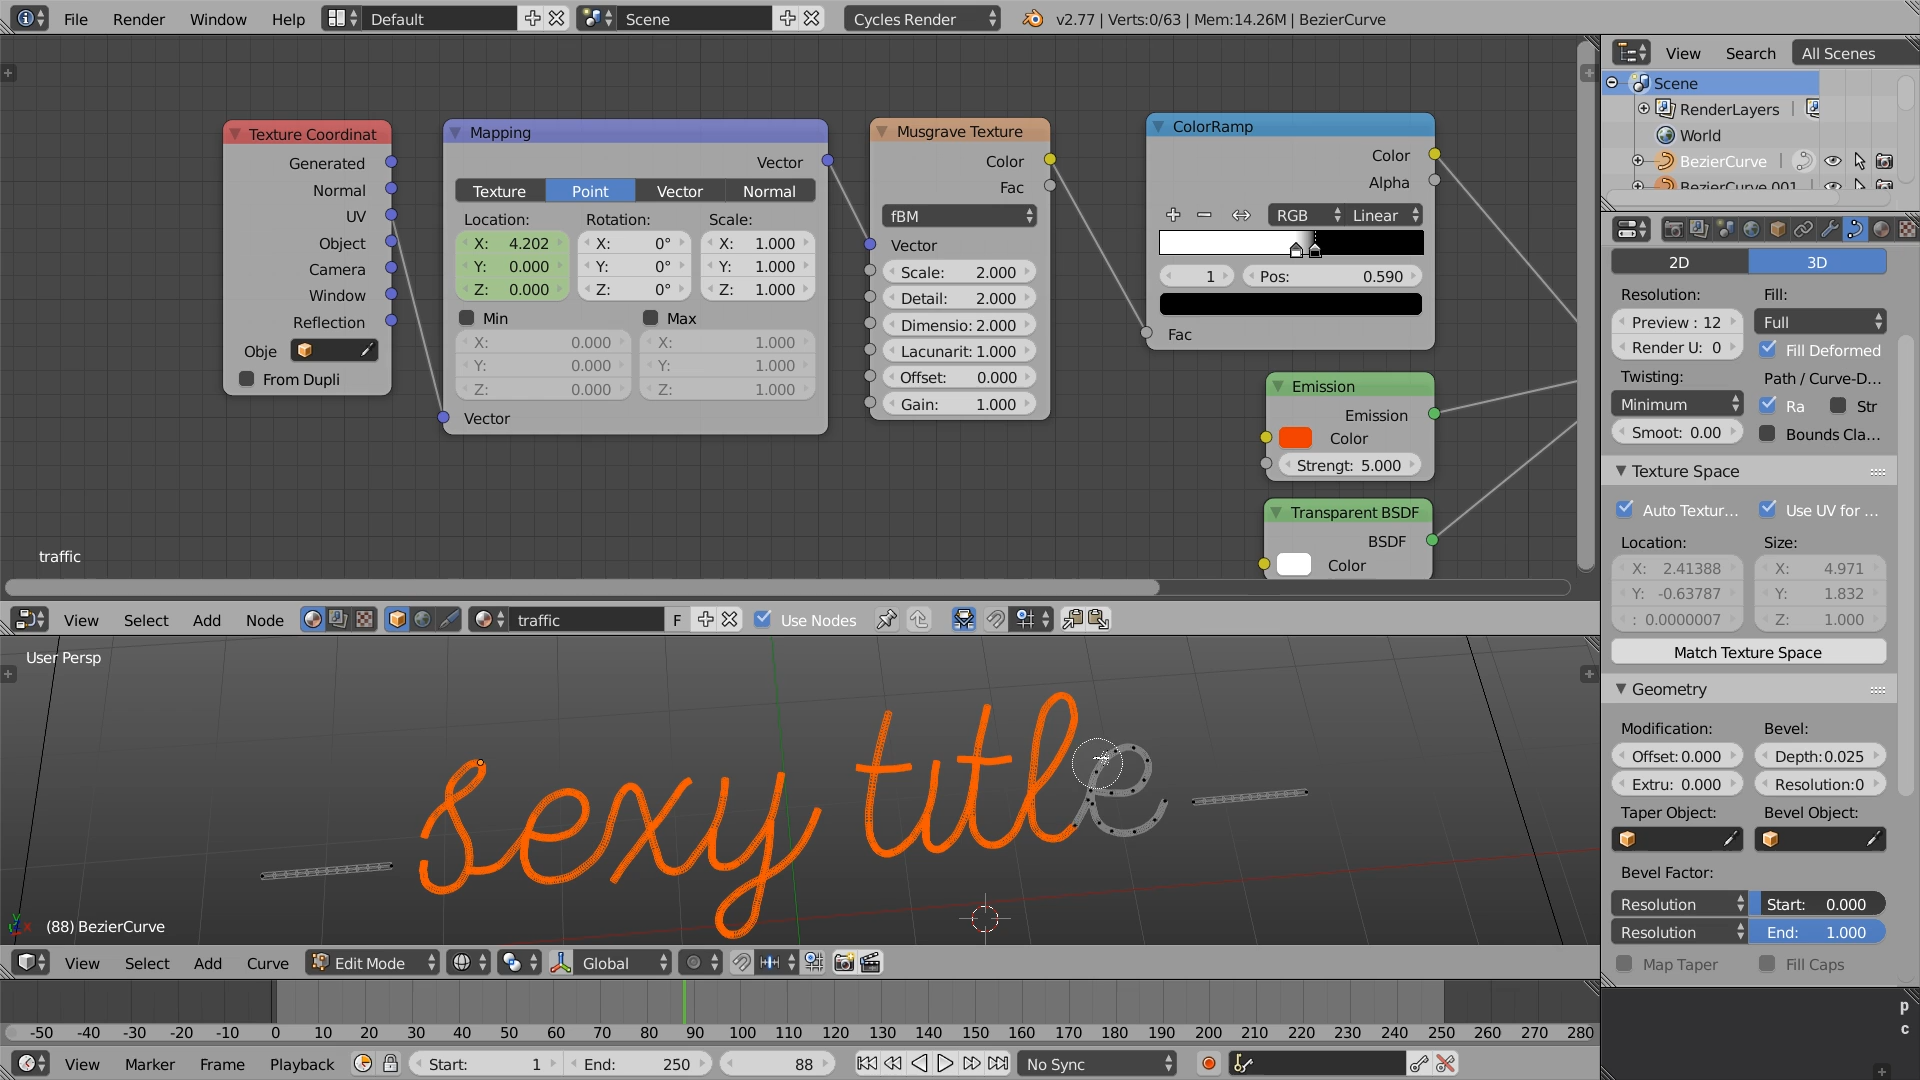 File Render Window Help Default Scene Cycles Render v2.77 | Verts:0/63 | Mem:14.26M | BezierCurve
View Search All Scenes
Scene
RenderLayers
World
BezierCurve
BezierCurve.001
Texture Coordinat
Generated
Normal
UV
Object
Camera
Window
Reflection
Obje
From Dupli
Mapping
Vector
Texture Point Vector Normal
Location: Rotation: Scale:
X: 4.202 X: 0° X: 1.000
Y: 0.000 Y: 0° Y: 1.000
Z: 0.000 Z: 0° Z: 1.000
Min Max
X: 0.000 X: 1.000
Y: 0.000 Y: 1.000
Z: 0.000 Z: 1.000
Vector
Musgrave Texture
Color
Fac
fBM
Vector
Scale: 2.000
Detail: 2.000
Dimensio: 2.000
Lacunarit: 1.000
Offset: 0.000
Gain: 1.000
ColorRamp
Color
Alpha
RGB Linear
1 Pos: 0.590
Fac
Emission
Emission
Color
Strengt: 5.000
Transparent BSDF
BSDF
Color
traffic
View Select Add Node traffic F Use Nodes
User Persp
sexy title
(88) BezierCurve
View Select Add Curve Edit Mode Global
-50 -40 -30 -20 -10 0 10 20 30 40 50 60 70 80 90 100 110 120 130 140 150 160 170 180 190 200 210 220 230 240 250 260 270 280
View Marker Frame Playback Start: 1 End: 250 88 No Sync
2D 3D
Resolution: Fill:
Preview : 12 Full
Render U: 0 Fill Deformed
Twisting: Path / Curve-D...
Minimum Ra Str
Smoot: 0.00 Bounds Cla...
Texture Space
Auto Textur... Use UV for ...
Location: Size:
X: 2.41388 X: 4.971
Y: -0.63787 Y: 1.832
: 0.0000007 Z: 1.000
Match Texture Space
Geometry
Modification: Bevel:
Offset: 0.000 Depth: 0.025
Extru: 0.000 Resolution: 0
Taper Object: Bevel Object:
Bevel Factor:
Resolution Start: 0.000
Resolution End: 1.000
Map Taper Fill Caps
p
c